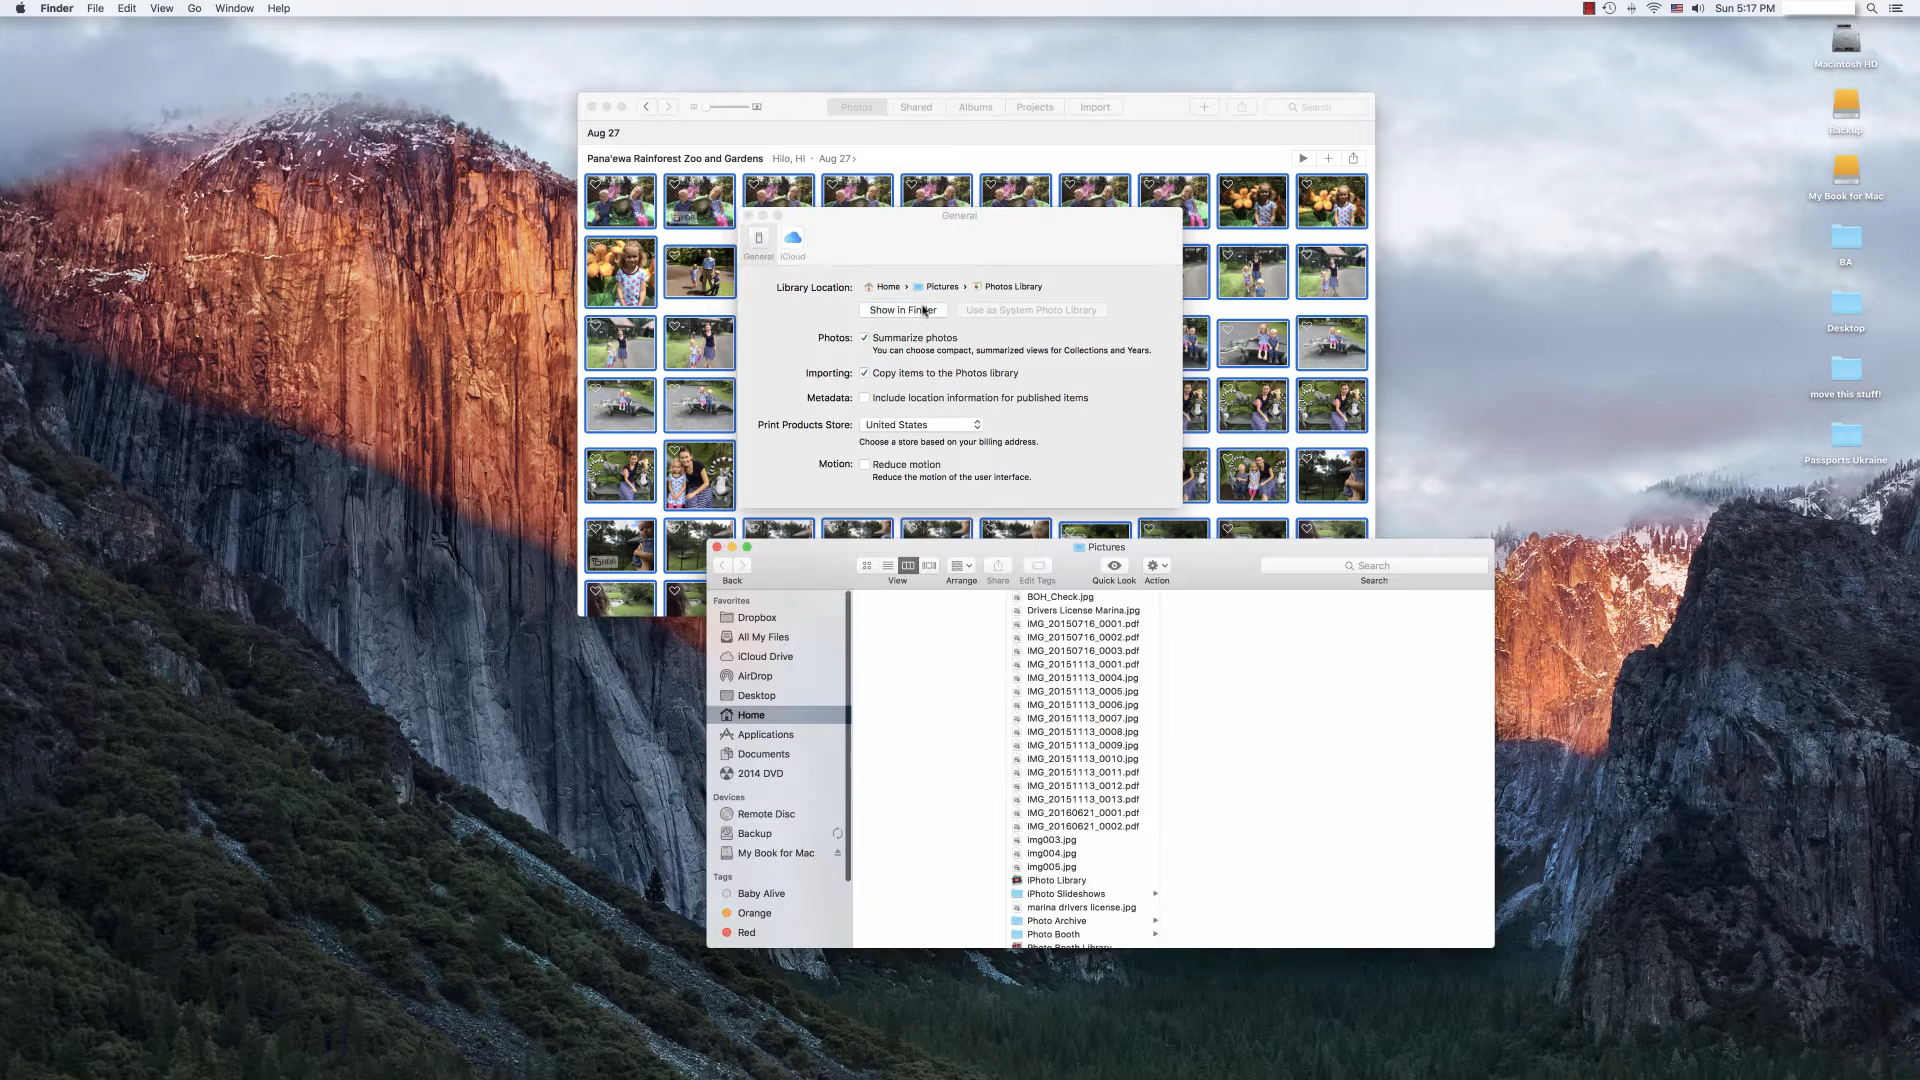 Finder File Edit View Go Window Help
Sun 5:17 PM
Macintosh HD
Backup
My Book for Mac
BA
Desktop
move this stuff!
Passports Ukraine
Photos Shared Albums Projects Import
Search
Aug 27
Pana'ewa Rainforest Zoo and Gardens Hilo, HI · Aug 27 >
HDR
HDR
General
General iCloud
Library Location: Home › Pictures › Photos Library
Show in Finder Use as System Photo Library
Photos: Summarize photos
You can choose compact, summarized views for Collections and Years.
Importing: Copy items to the Photos library
Metadata: Include location information for published items
Print Products Store: United States
Choose a store based on your billing address.
Motion: Reduce motion
Reduce the motion of the user interface.
Pictures
Search
Back View Arrange Share Edit Tags Quick Look Action Search
Favorites
Dropbox
All My Files
iCloud Drive
AirDrop
Desktop
Home
Applications
Documents
2014 DVD
Devices
Remote Disc
Backup
My Book for Mac
Tags
Baby Alive
Orange
Red
BOH_Check.jpg
Drivers License Marina.jpg
IMG_20150716_0001.pdf
IMG_20150716_0002.pdf
IMG_20150716_0003.pdf
IMG_20151113_0001.pdf
IMG_20151113_0004.jpg
IMG_20151113_0005.jpg
IMG_20151113_0006.jpg
IMG_20151113_0007.jpg
IMG_20151113_0008.jpg
IMG_20151113_0009.jpg
IMG_20151113_0010.jpg
IMG_20151113_0011.pdf
IMG_20151113_0012.pdf
IMG_20151113_0013.pdf
IMG_20160621_0001.pdf
IMG_20160621_0002.pdf
img003.jpg
img004.jpg
img005.jpg
iPhoto Library
iPhoto Slideshows
marina drivers license.jpg
Photo Archive
Photo Booth
Photo Booth Library